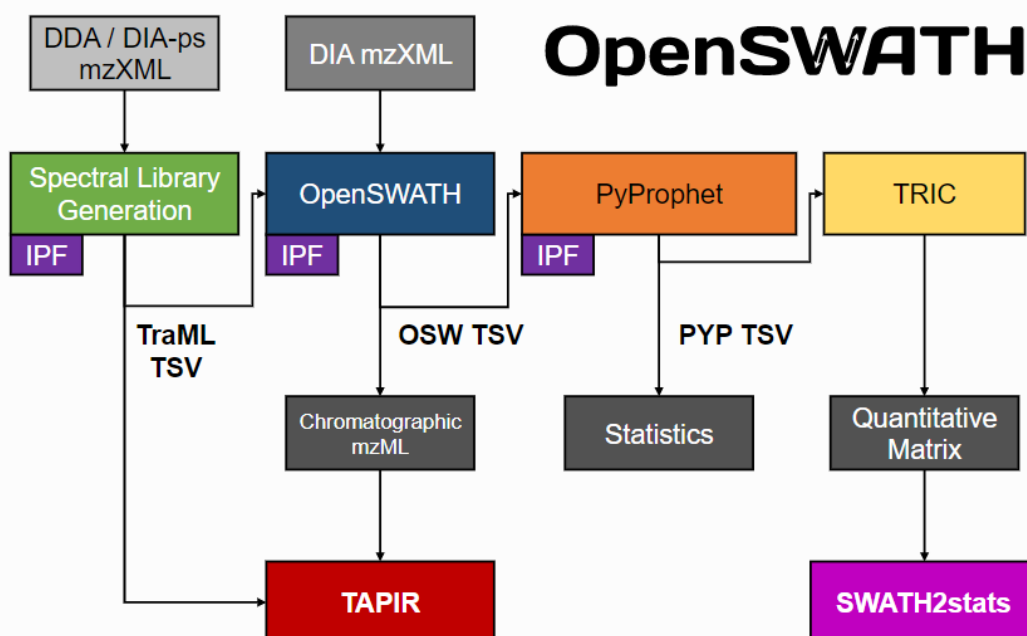 DDA / DIA-ps
mzXML
DIA mzXML
OpenSWATH
Spectral Library
Generation
OpenSWATH
PyProphet
TRIC
IPF
IPF
IPF
TraML
TSV
OSW TSV
PYP TSV
Chromatographic
mzML
Statistics
Quantitative
Matrix
TAPIR
SWATH2stats